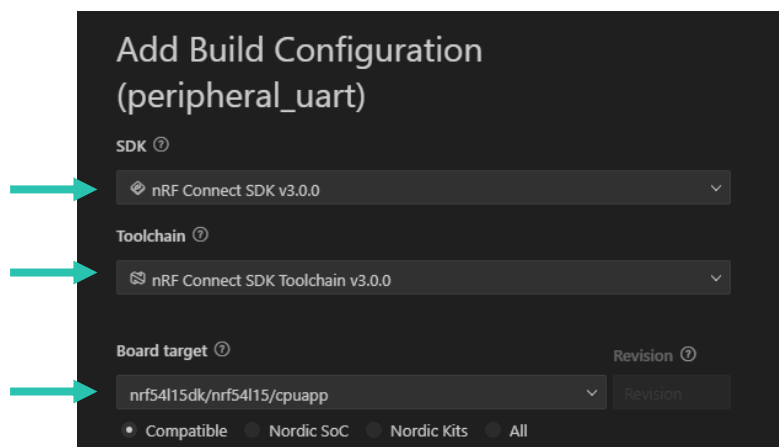 Add Build Configuration
(peripheral_uart)
SDK
nRF Connect SDK v3.0.0
Toolchain
nRF Connect SDK Toolchain v3.0.0
Board target
Revision
nrf54l15dk/nrf54l15/cpuapp
Revision
Compatible Nordic SoC Nordic Kits All